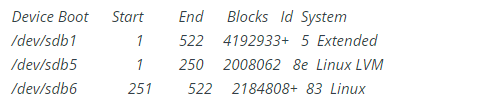 Device Boot Start End Blocks Id System
/dev/sdb1 1 522 4192933+ 5 Extended
/dev/sdb5 1 250 2008062 8e Linux LVM
/dev/sdb6 251 522 2184808+ 83 Linux